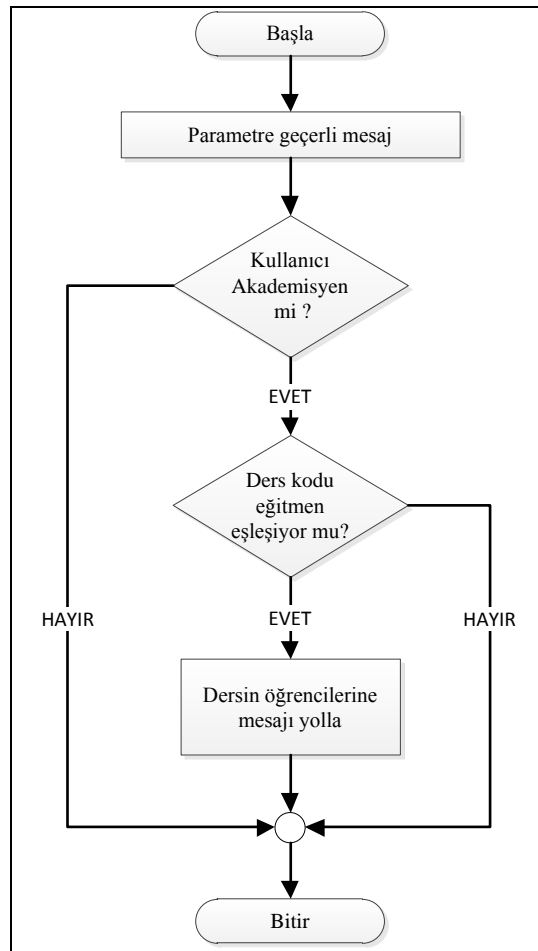 Başla
Parametre geçerli mesaj
Kullanıcı
Akademisyen
mi ?
EVET
Ders kodu
eğitmen
eşleşiyor mu?
HAYIR
EVET
HAYIR
Dersin öğrencilerine
mesajı yolla
Bitir